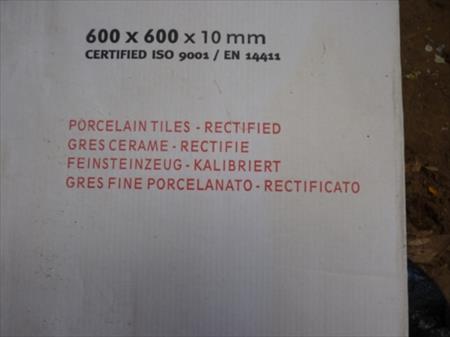 600 x 600 x 10 mm
CERTIFIED ISO 9001 / EN 14411
PORCELAIN TILES - RECTIFIED
GRES CERAME - RECTIFIE
FEINSTEINZEUG - KALIBRIERT
GRES FINE PORCELANATO - RECTIFICATO